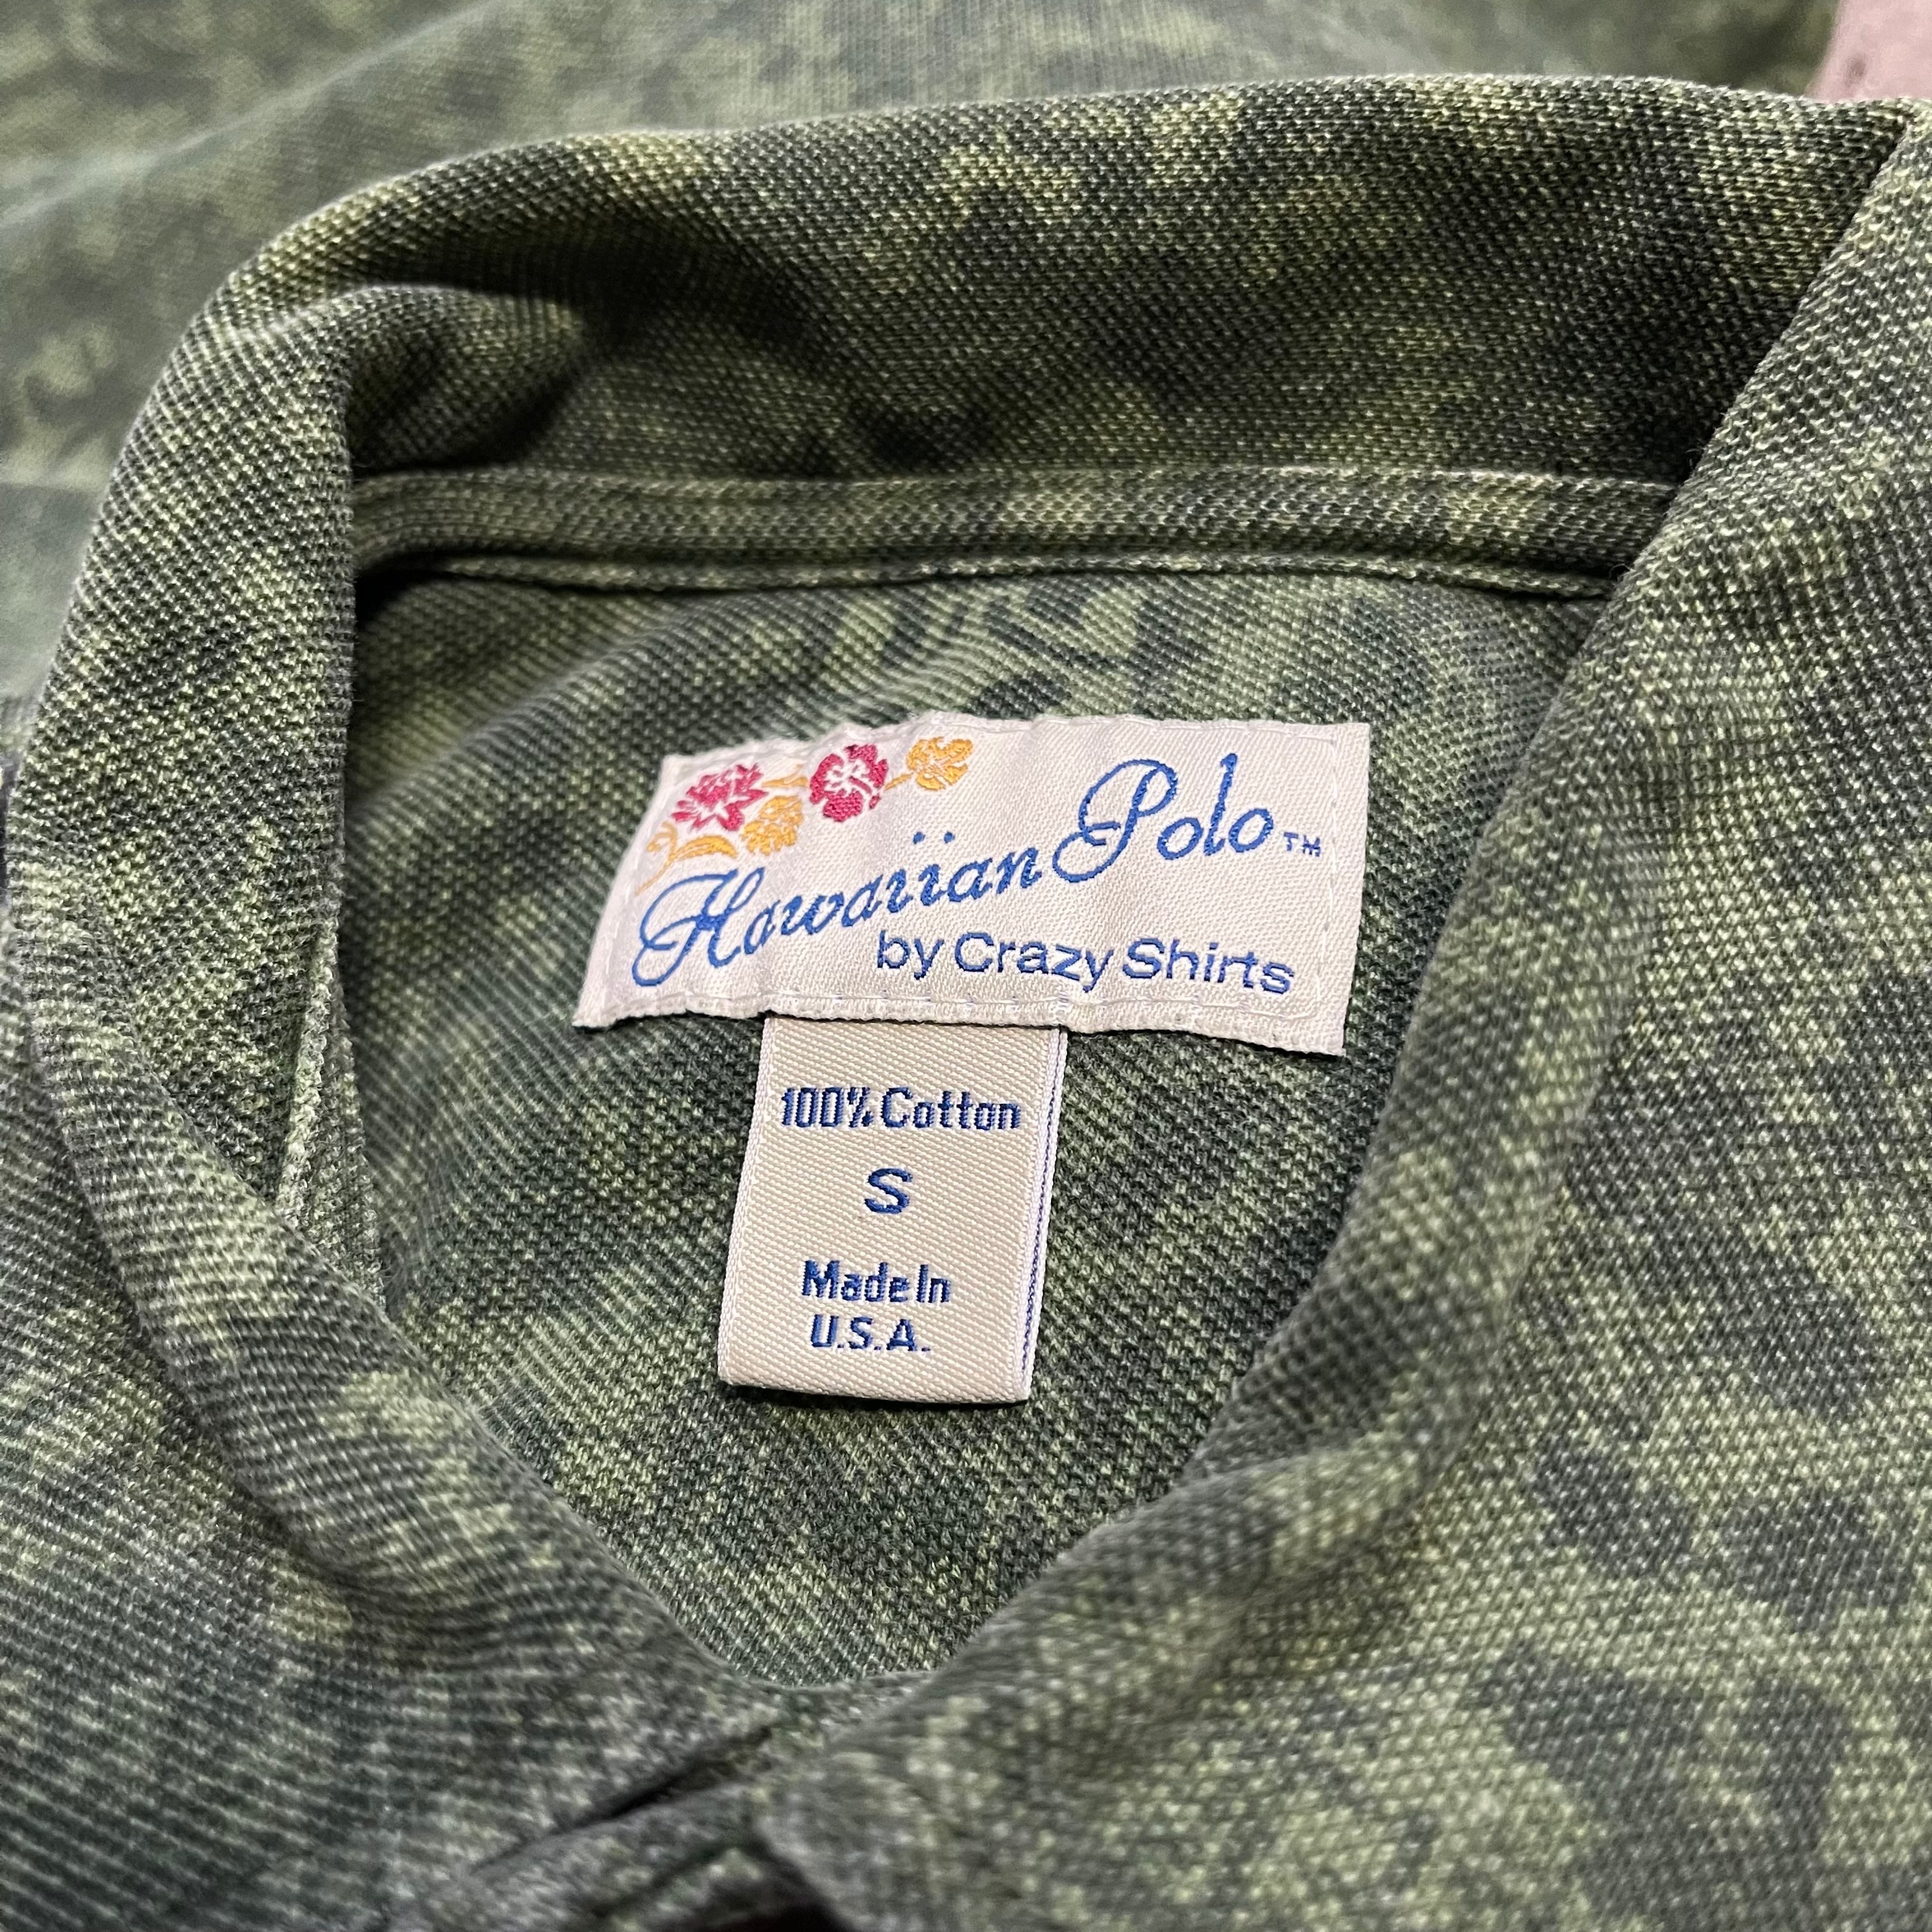 Hawaiian Polo™
by Crazy Shirts
100% Cotton
S
Made In
U.S.A.